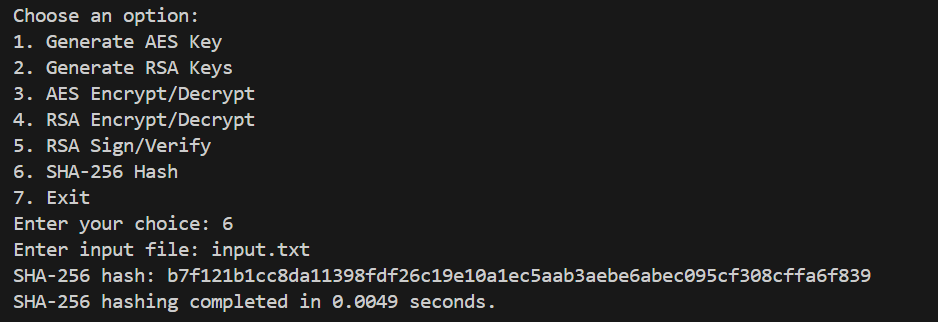 Choose an option:
1. Generate AES Key
2. Generate RSA Keys
3. AES Encrypt/Decrypt
4. RSA Encrypt/Decrypt
5. RSA Sign/Verify
6. SHA-256 Hash
7. Exit
Enter your choice: 6
Enter input file: input.txt
SHA-256 hash: b7f121b1cc8da11398fdf26c19e10a1ec5aab3aebe6abec095cf308cffa6f839
SHA-256 hashing completed in 0.0049 seconds.